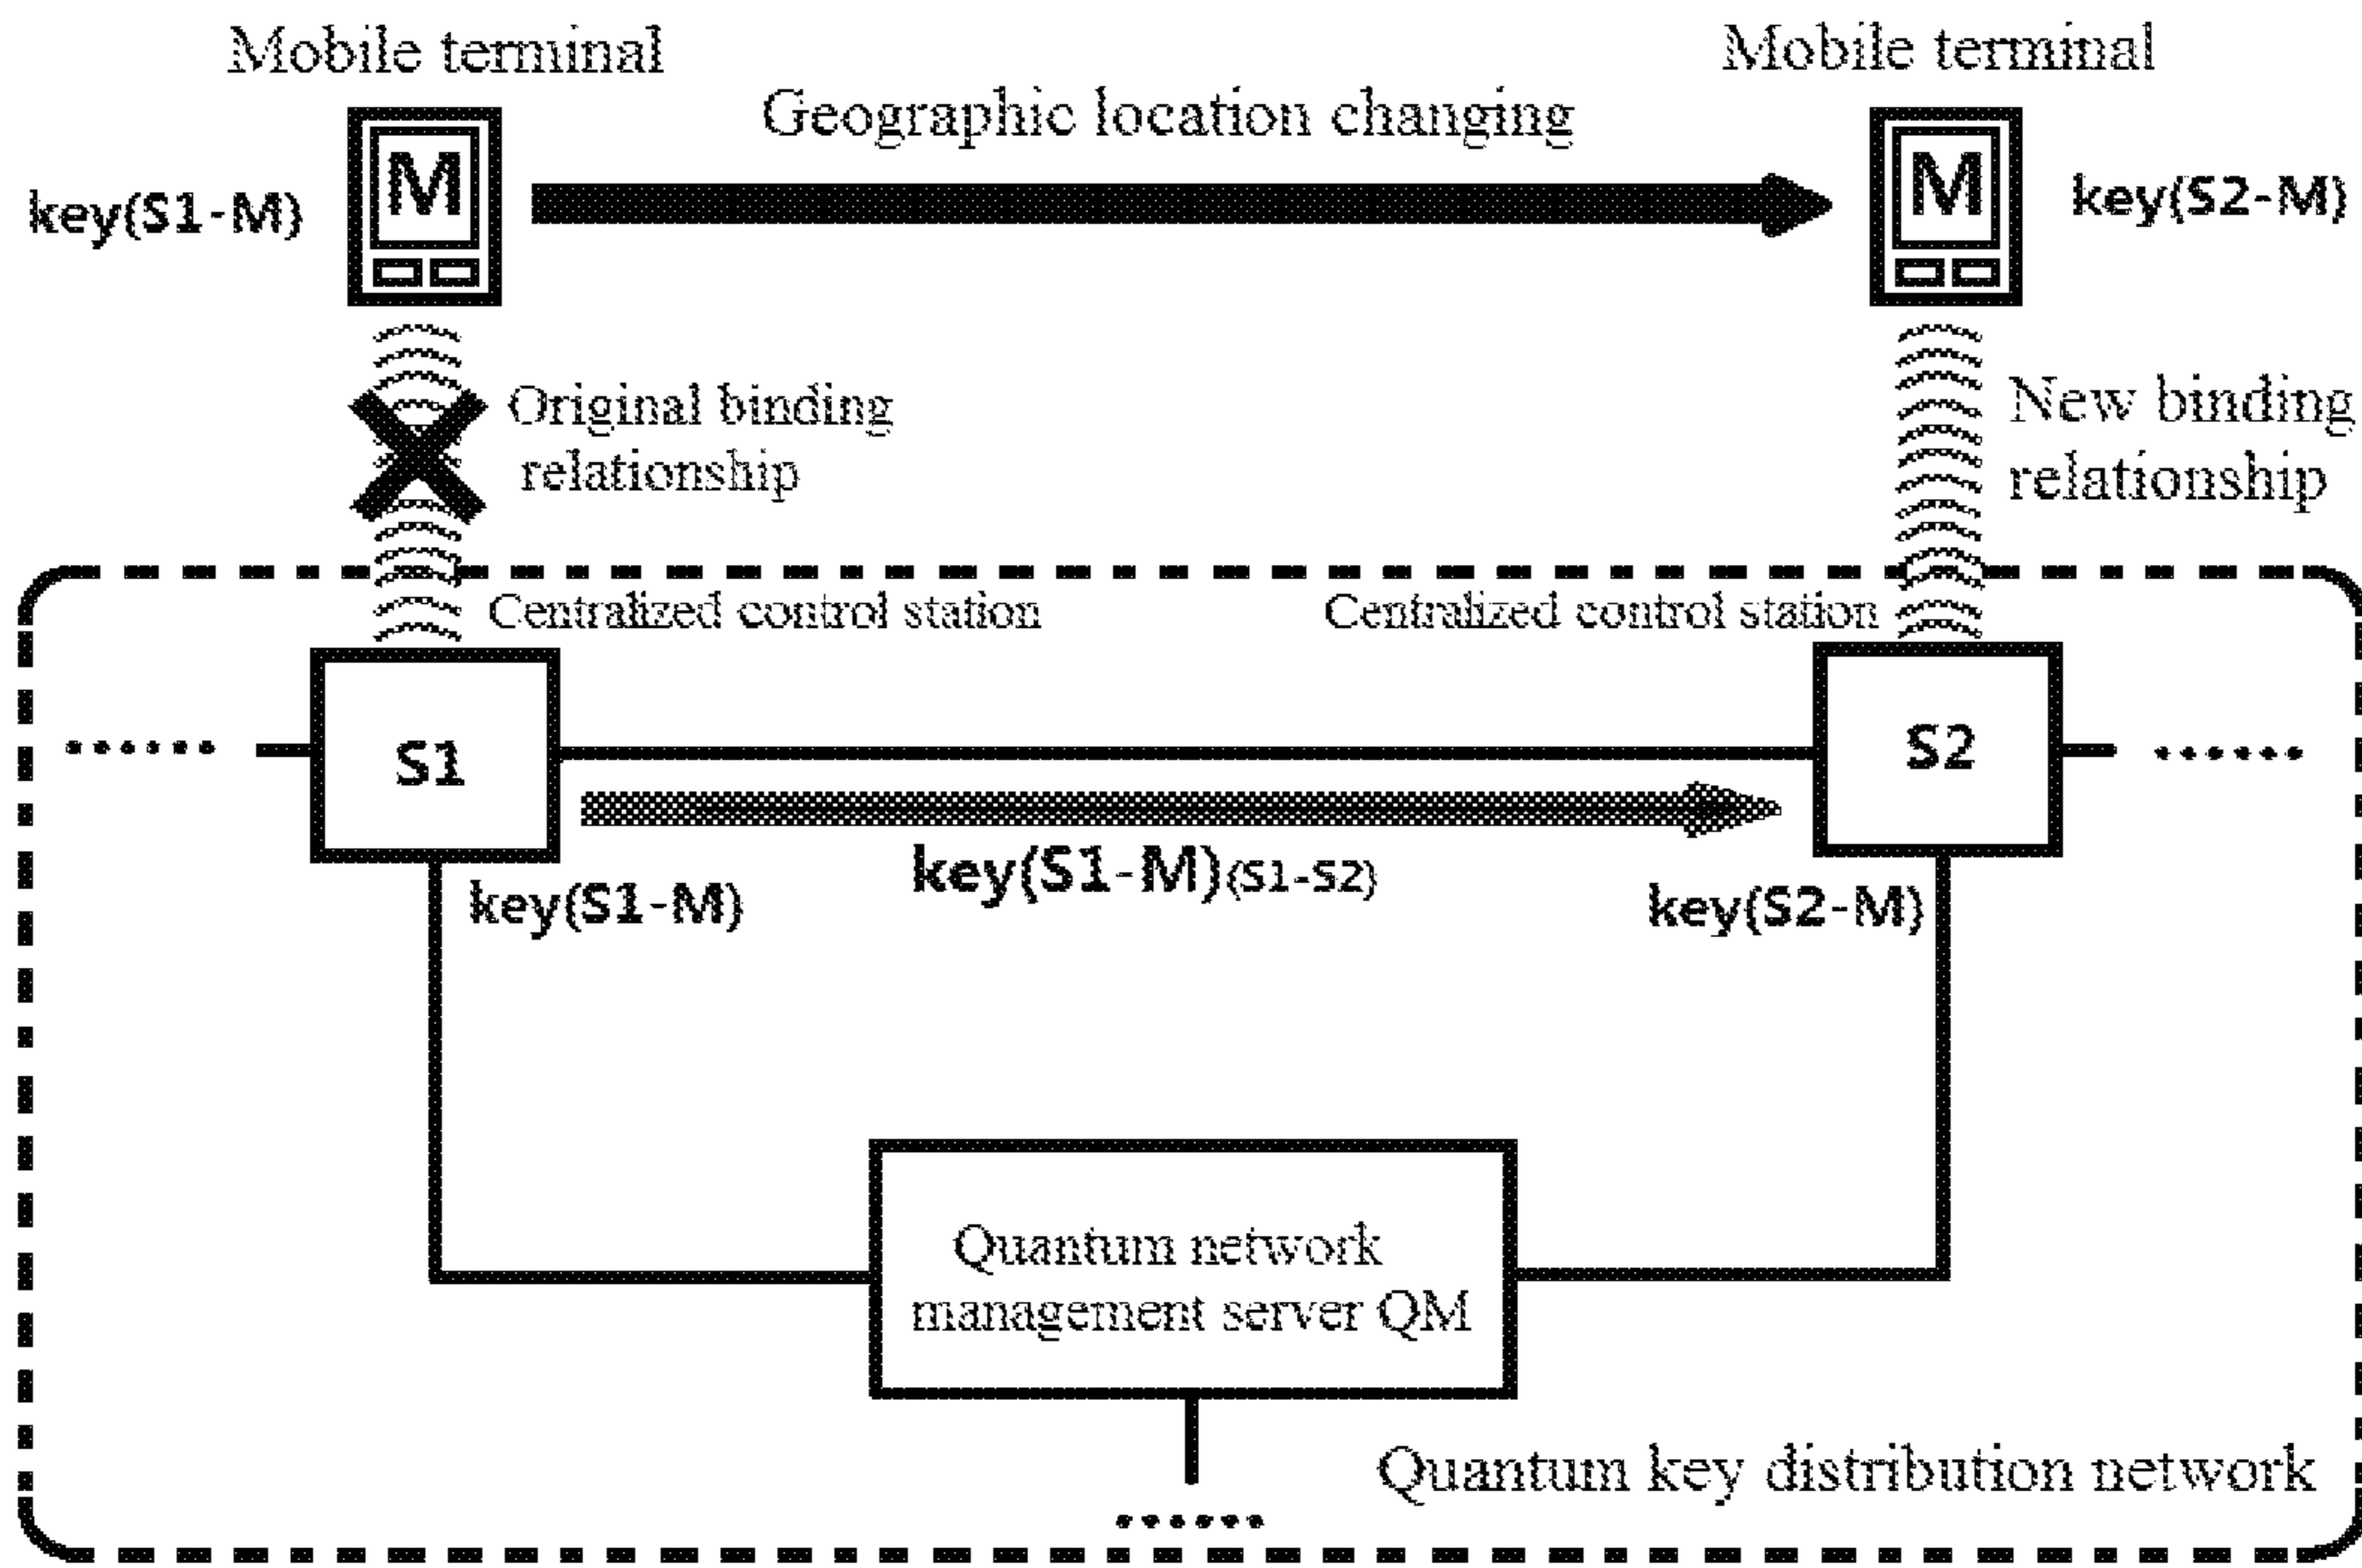 Mobile terminal
Mobile terminal
Geographic location changing
M
M
key(S1-M)
key(S2-M)
Original binding
relationship
New binding
relationship
Centralized control station
Centralized control station
......
S1
S2
......
key(S1-M)(S1-S2)
key(S1-M)
key(S2-M)
Quantum network
management server QM
Quantum key distribution network
......